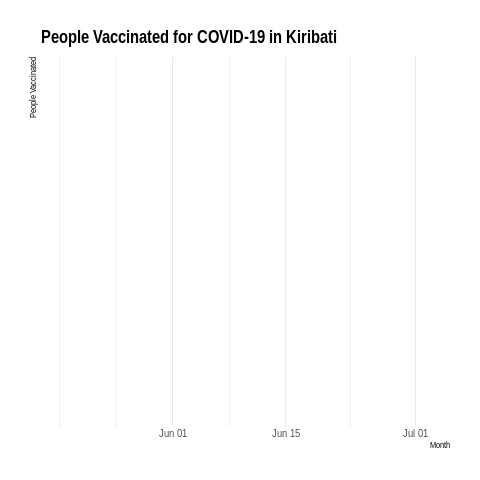 People Vaccinated for COVID-19 in Kiribati
People Vaccinated
Jun 01 Jun 15 Jul 01
Month